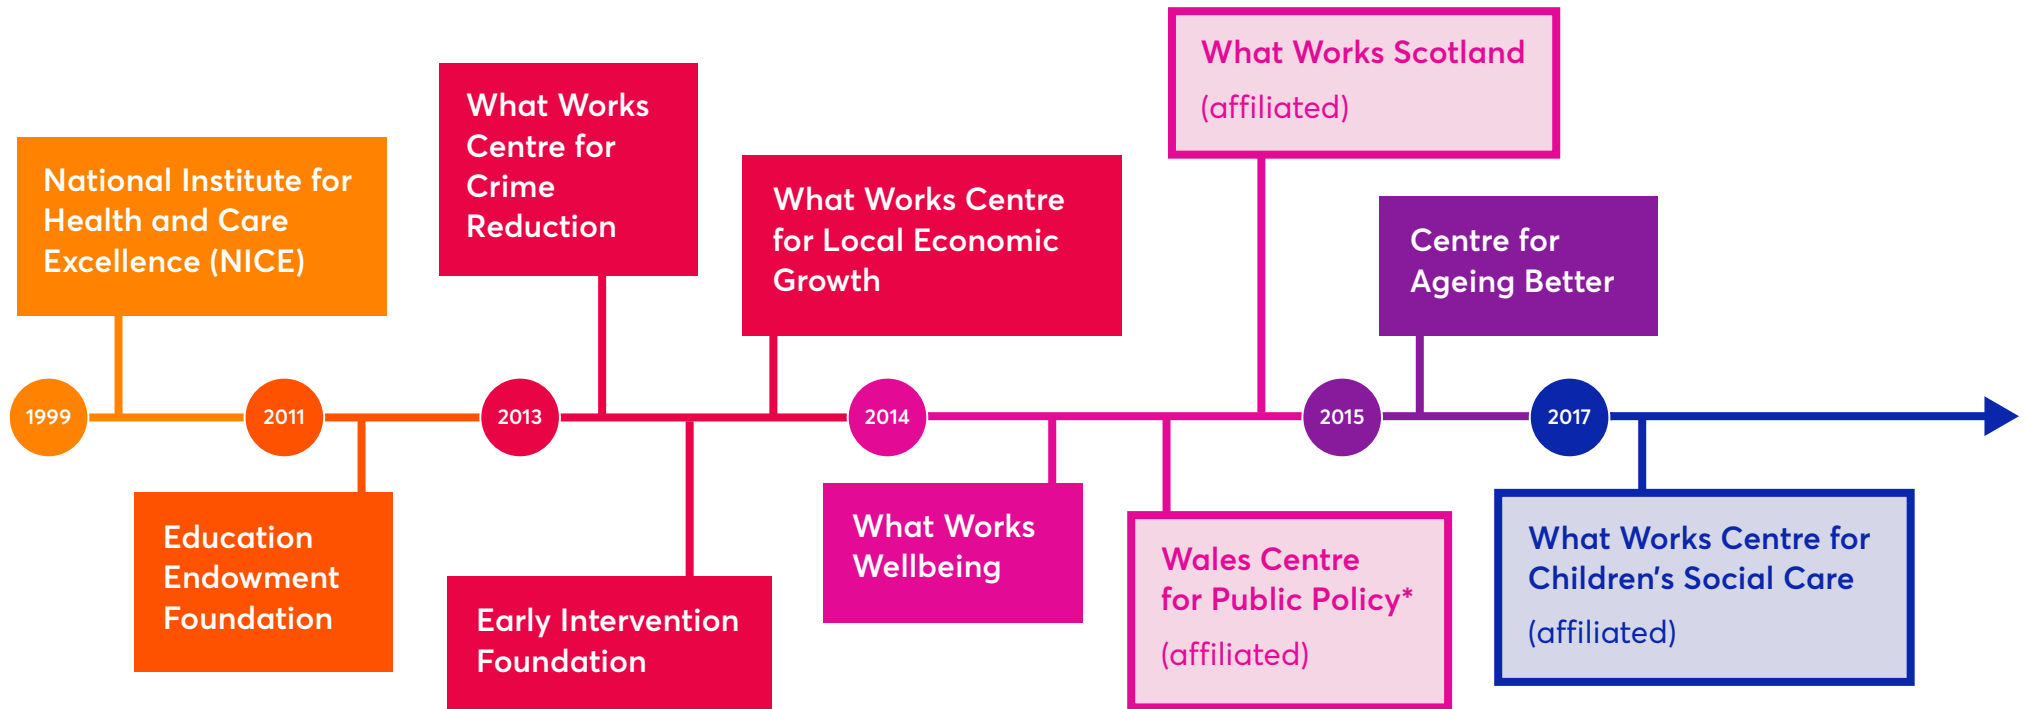 What Works Scotland
(affiliated)
What Works
Centre for
Crime
Reduction
National Institute for
Health and Care
Excellence (NICE)
What Works Centre
for Local Economic
Growth
Centre for
Ageing Better
1999
2011
2013
2014
2015
2017
Education
Endowment
Foundation
Early Intervention
Foundation
What Works
Wellbeing
Wales Centre
for Public Policy*
(affiliated)
What Works Centre for
Children's Social Care
(affiliated)